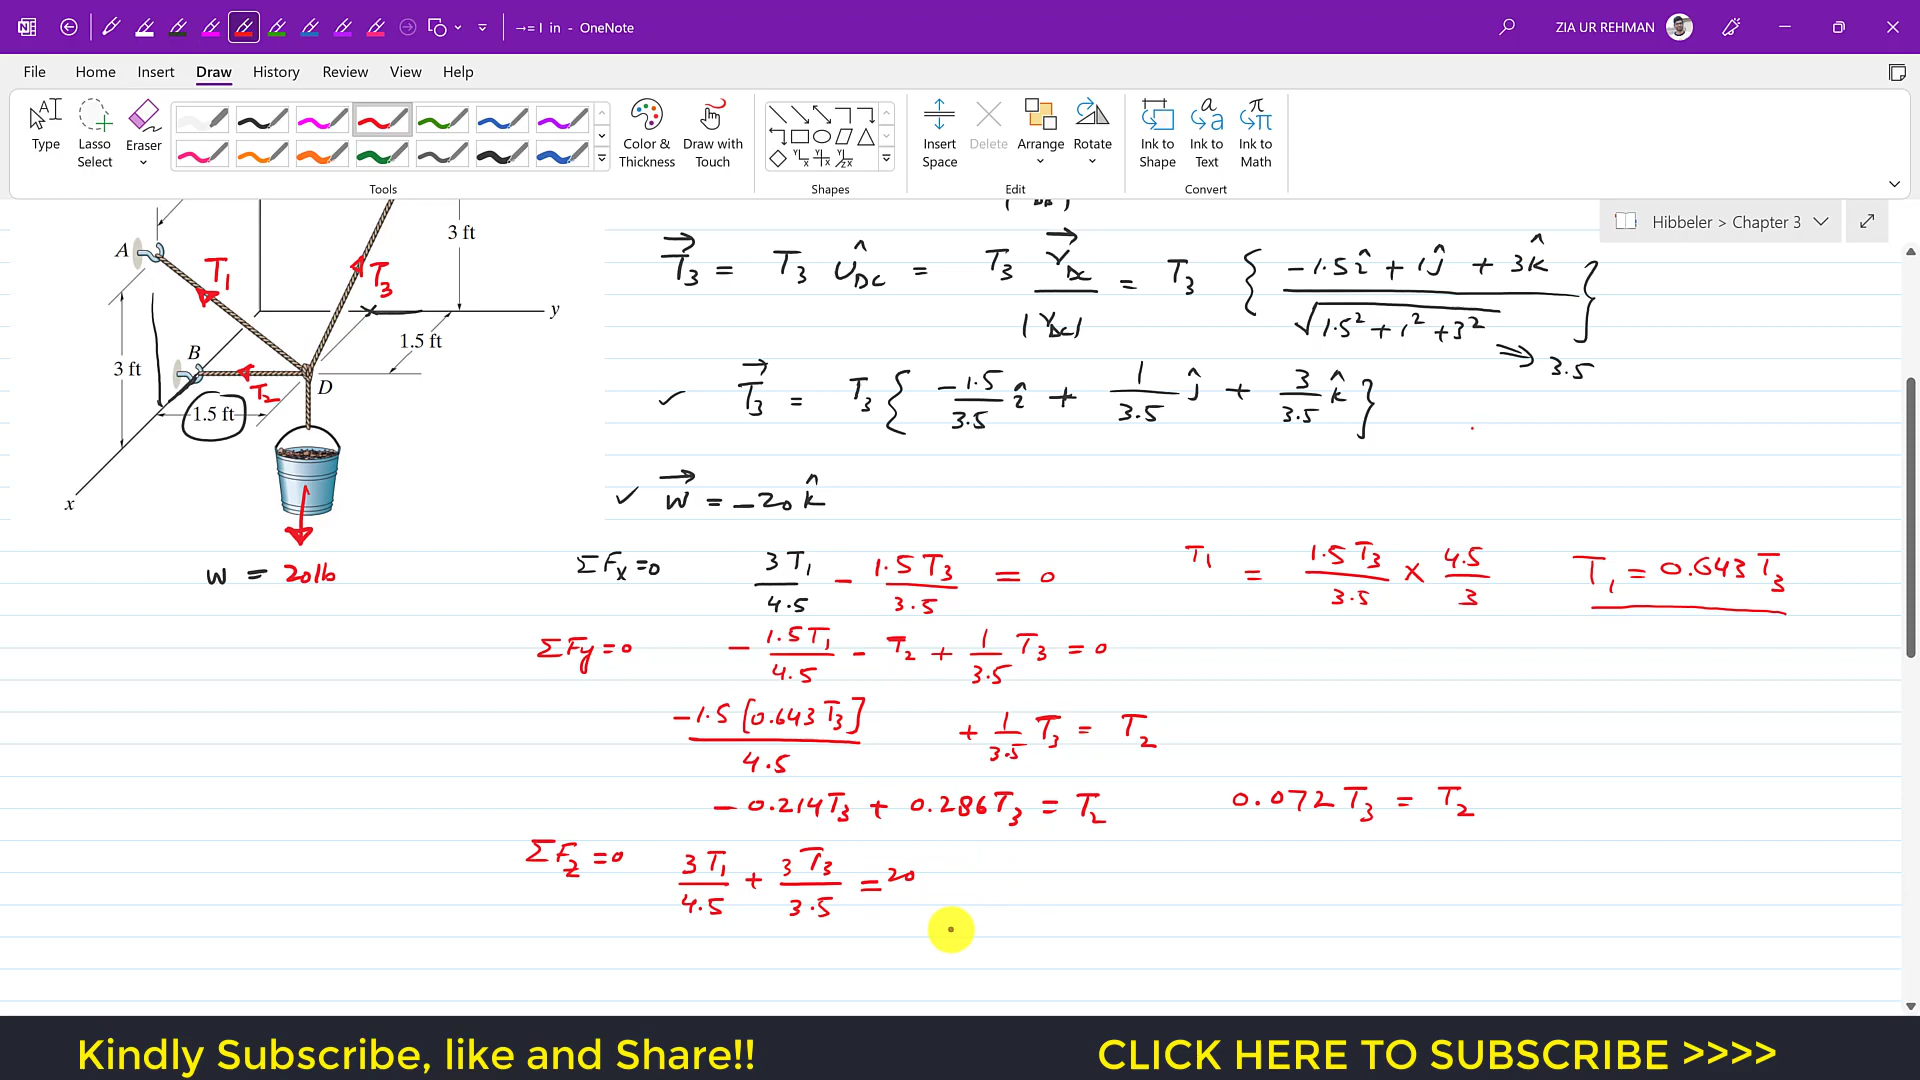 →= I in - OneNote
ZIA UR REHMAN
File Home Insert Draw History Review View Help
Type
Lasso Select
Eraser
Color & Thickness
Draw with Touch
Insert Space
Delete
Arrange
Rotate
Ink to Shape
Ink to Text
Ink to Math
Tools
Shapes
Edit
Convert
Hibbeler > Chapter 3
3 ft
A
T₁
T₃
y
1.5 ft
B
3 ft
T₂
D
1.5 ft
x
W = 20lb
T₃ = T₃ U_DC = T₃ r_DC / |r_DC| = T₃ { (-1.5î + 1ĵ + 3k̂) / √(1.5² + 1² + 3²) }
⇒ 3.5
✓ T₃ = T₃ { -1.5/3.5 î + 1/3.5 ĵ + 3/3.5 k̂ }
✓ W = -20 k̂
ΣFx = 0 3T₁/4.5 - 1.5T₃/3.5 = 0 T₁ = 1.5T₃/3.5 × 4.5/3 T₁ = 0.643 T₃
ΣFy = 0 - 1.5T₁/4.5 - T₂ + 1/3.5 T₃ = 0
-1.5[0.643T₃]/4.5 + 1/3.5 T₃ = T₂
- 0.214T₃ + 0.286T₃ = T₂ 0.072 T₃ = T₂
ΣFz = 0 3T₁/4.5 + 3T₃/3.5 = 20
Kindly Subscribe, like and Share!!
CLICK HERE TO SUBSCRIBE >>>>